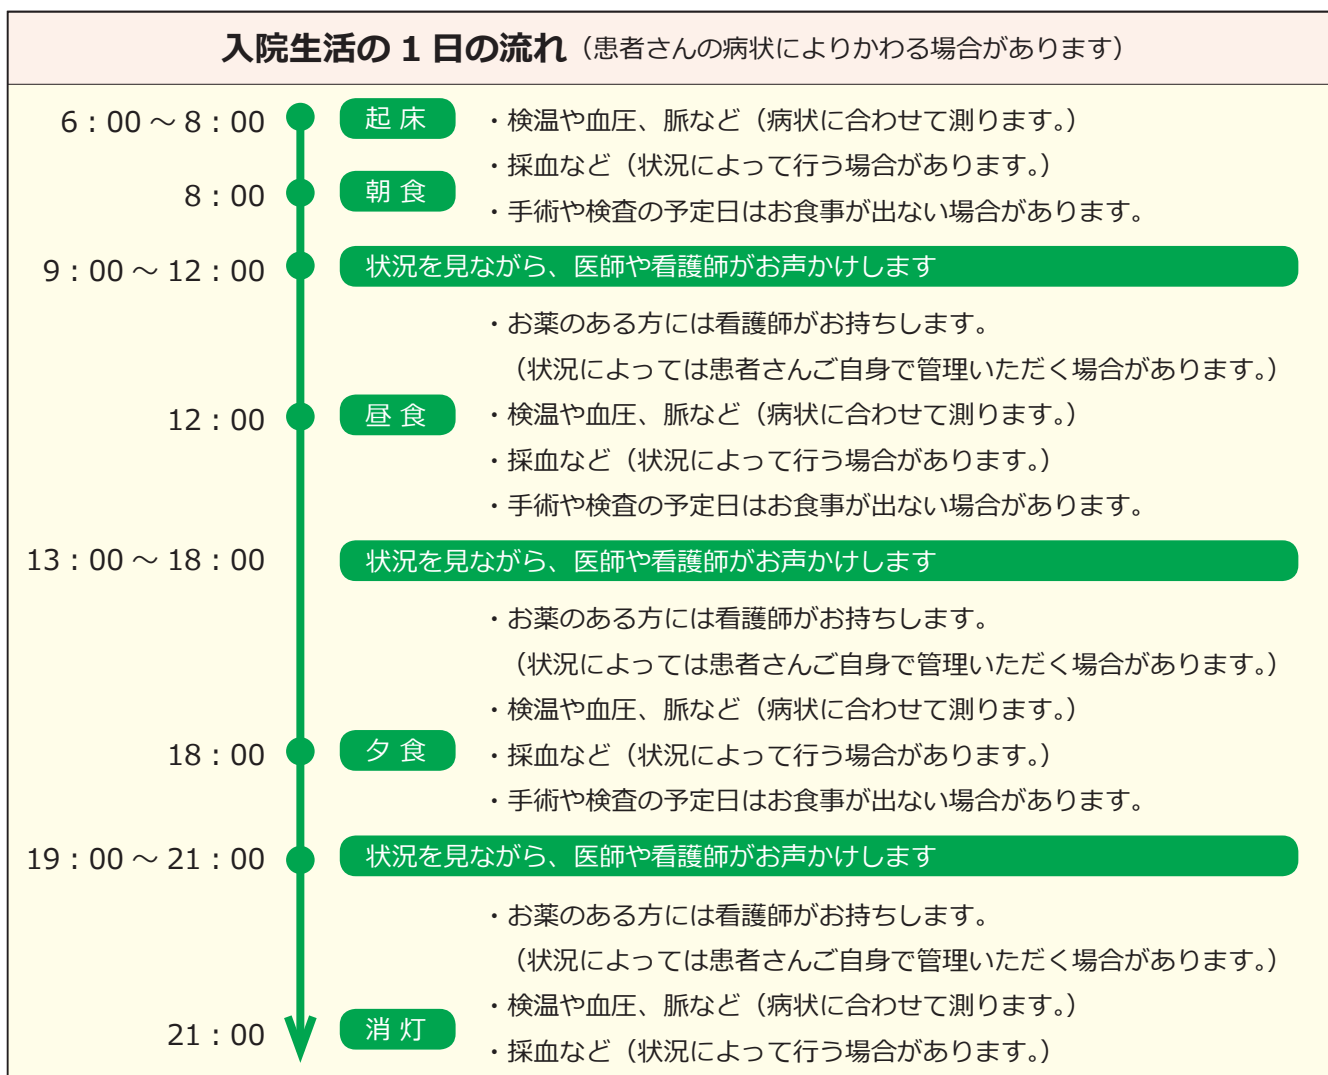 入院生活の 1 日の流れ（患者さんの病状によりかわる場合があります）
6：00 ～ 8：00 起 床 ・検温や血圧、脈など（病状に合わせて測ります。）
・採血など（状況によって行う場合があります。）
8：00 朝 食
・手術や検査の予定日はお食事が出ない場合があります。
9：00 ～ 12：00 状況を見ながら、医師や看護師がお声かけします
・お薬のある方には看護師がお持ちします。
（状況によっては患者さんご自身で管理いただく場合があります。）
12：00 昼 食 ・検温や血圧、脈など（病状に合わせて測ります。）
・採血など（状況によって行う場合があります。）
・手術や検査の予定日はお食事が出ない場合があります。
13：00 ～ 18：00 状況を見ながら、医師や看護師がお声かけします
・お薬のある方には看護師がお持ちします。
（状況によっては患者さんご自身で管理いただく場合があります。）
・検温や血圧、脈など（病状に合わせて測ります。）
18：00 夕 食 ・採血など（状況によって行う場合があります。）
・手術や検査の予定日はお食事が出ない場合があります。
19：00 ～ 21：00 状況を見ながら、医師や看護師がお声かけします
・お薬のある方には看護師がお持ちします。
（状況によっては患者さんご自身で管理いただく場合があります。）
・検温や血圧、脈など（病状に合わせて測ります。）
21：00 消 灯
・採血など（状況によって行う場合があります。）